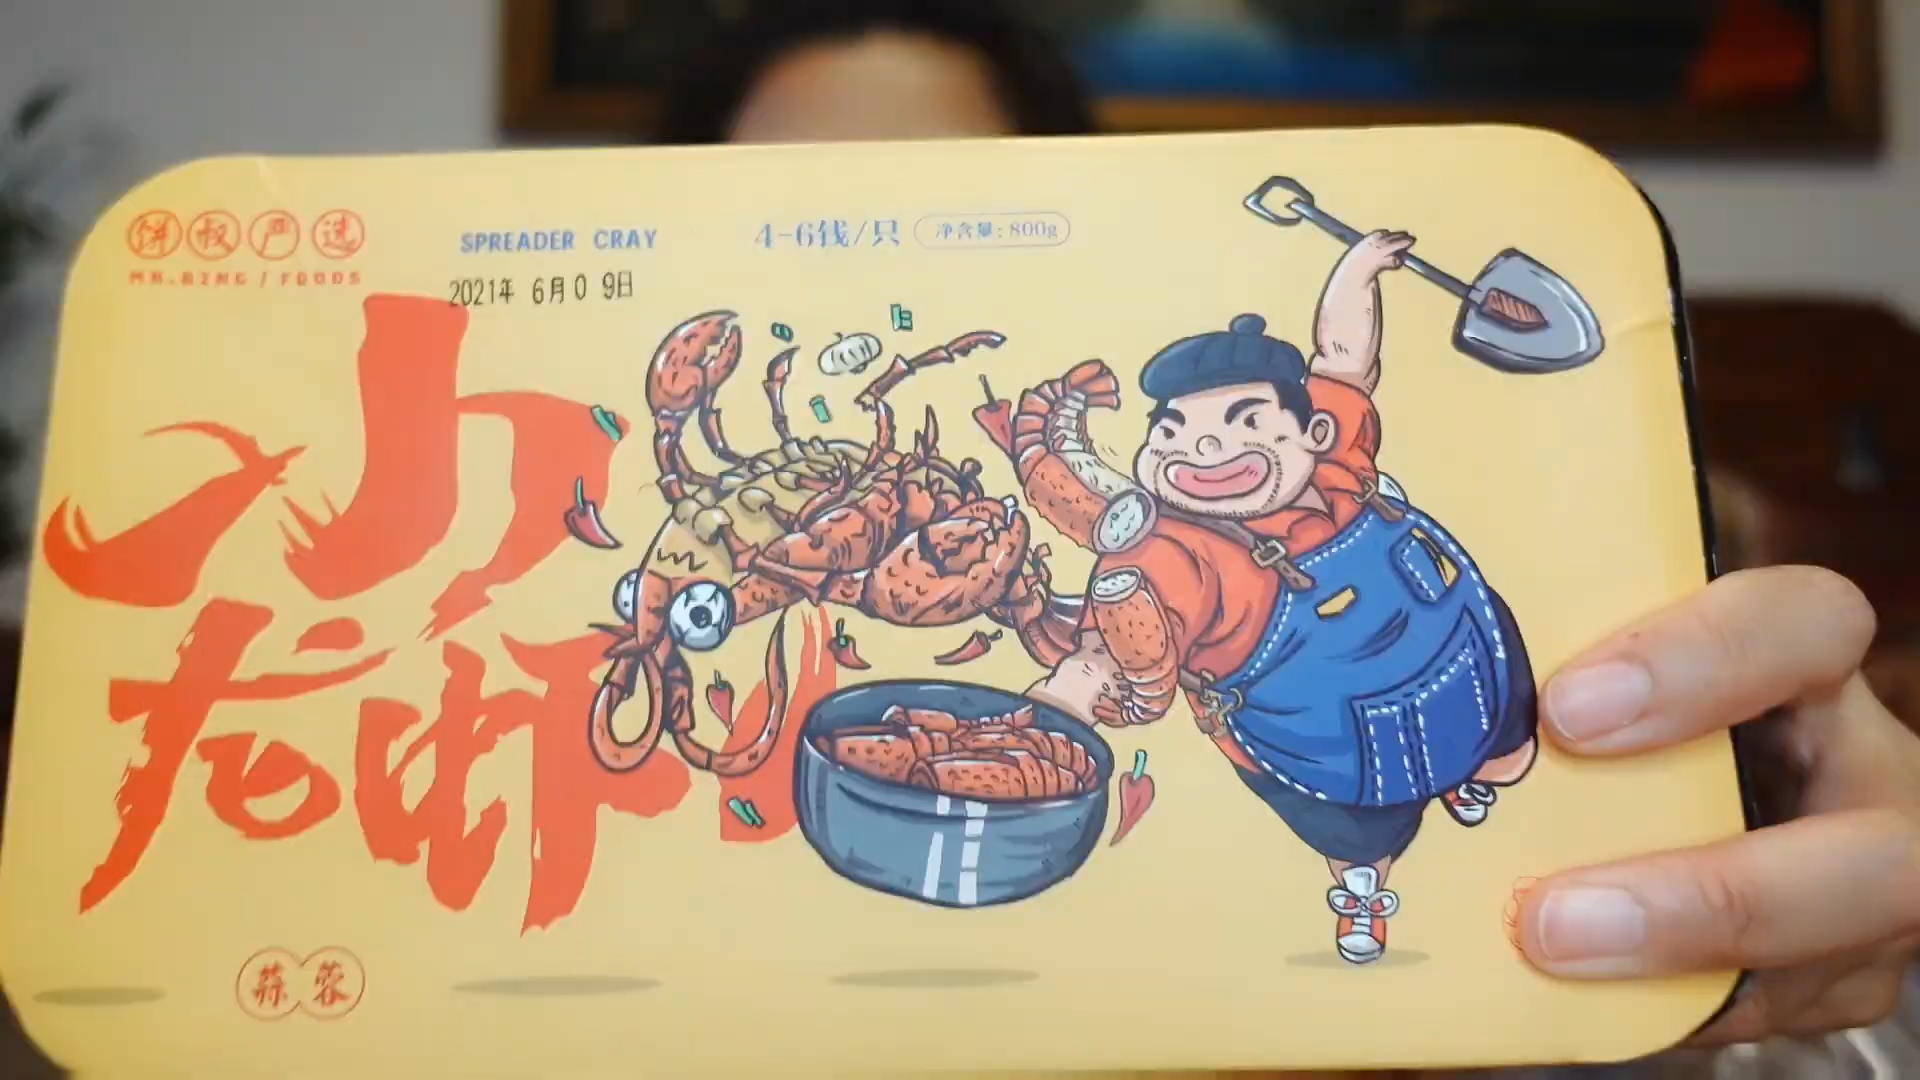 饼叔严选
MR.BING/FOODS
SPREADER CRAY
4-6钱/只
净含量:800g
2021年 6月0 9日
小
龙虾
蒜蓉